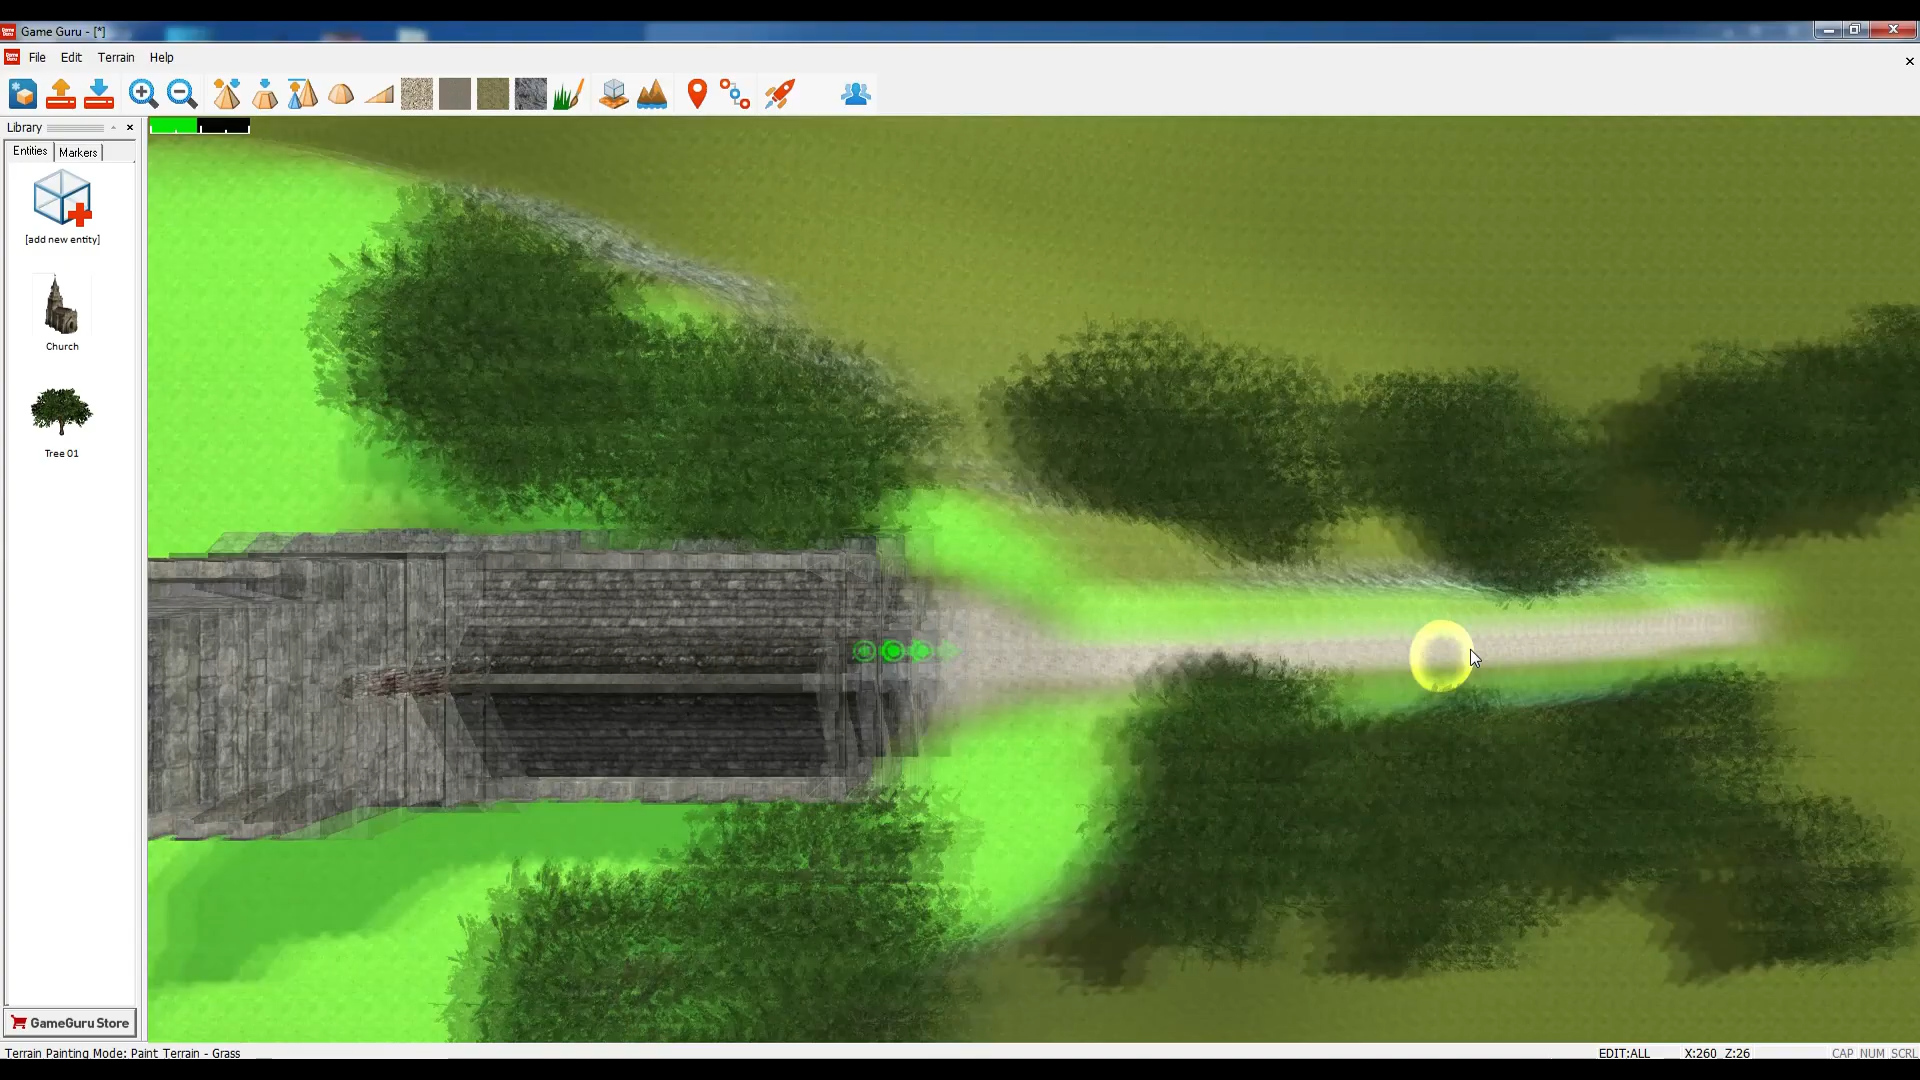 Game Guru - [*]
File Edit Terrain Help
Library
Entities Markers
[add new entity]
Church
Tree 01
GameGuru Store
Terrain Painting Mode: Paint Terrain - Grass
EDIT:ALL X:260 Z:26 CAP NUM SCRL